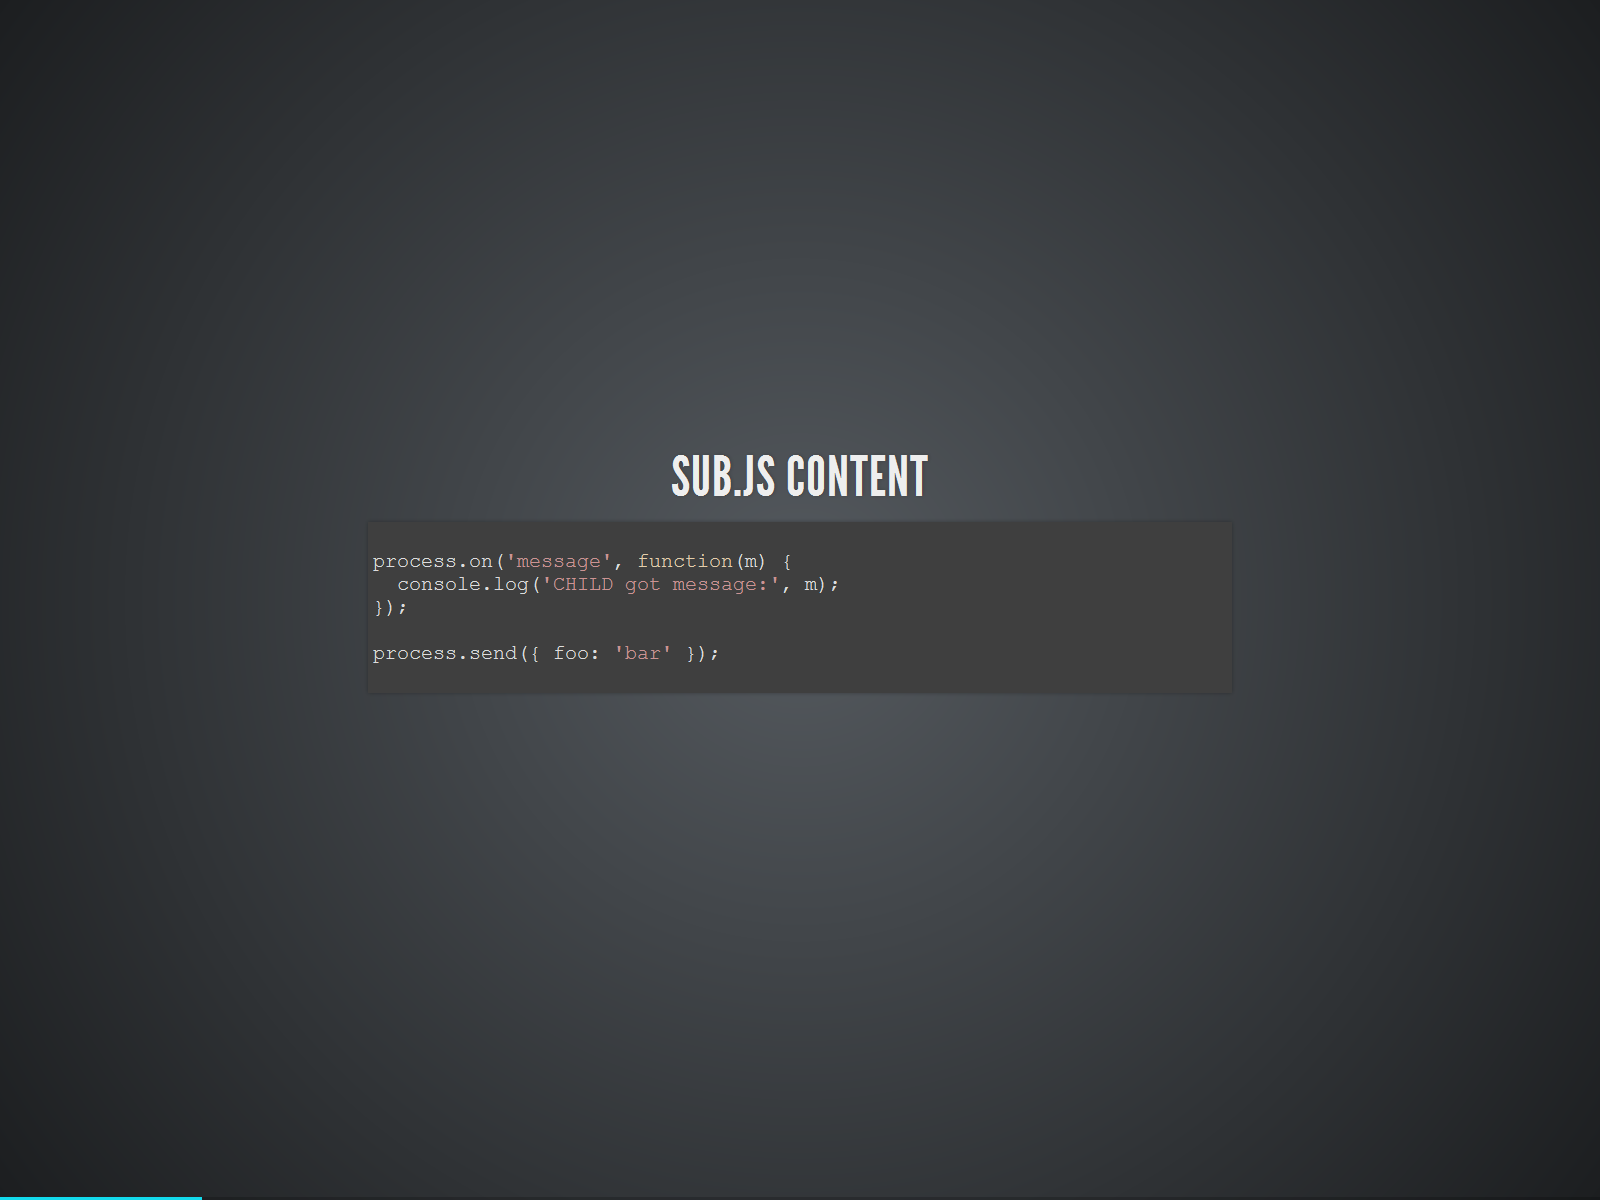 SUB.JS CONTENT
process.on('message', function(m) {
  console.log('CHILD got message:', m);
});

process.send({ foo: 'bar' });